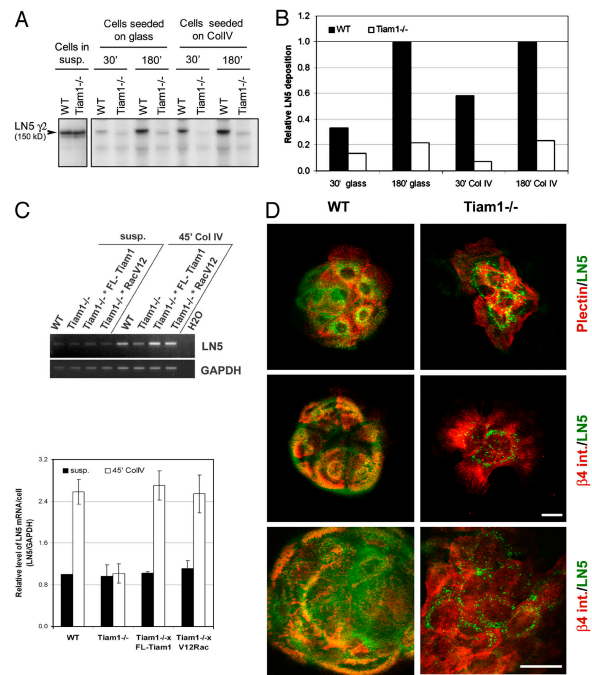 A
Cells seeded on glass
Cells seeded on ColIV
Cells in susp.
30'
180'
30'
180'
WT
Tiam1-/-
WT
Tiam1-/-
WT
Tiam1-/-
WT
Tiam1-/-
WT
Tiam1-/-
LN5 γ2
(150 kD)
B
WT
Tiam1-/-
Relative LN5 deposition
1.2
1.0
0.8
0.6
0.4
0.2
0.0
30' glass
180' glass
30' Col IV
180' Col IV
C
susp.
45' Col IV
WT
Tiam1-/-
Tiam1-/- * FL- Tiam1
Tiam1-/- * RacV12
WT
Tiam1-/-
Tiam1-/- * FL- Tiam1
Tiam1-/- * RacV12
H2O
LN5
GAPDH
susp.
45' ColIV
Relative level of LN5 mRNA/cell
(LN5/GAPDH)
3.2
2.4
1.6
0.8
0.0
WT
Tiam1-/-
Tiam1-/-x FL-Tiam1
Tiam1-/-x V12Rac
D
WT
Tiam1-/-
Plectin/LN5
β4 int./LN5
β4 int./LN5